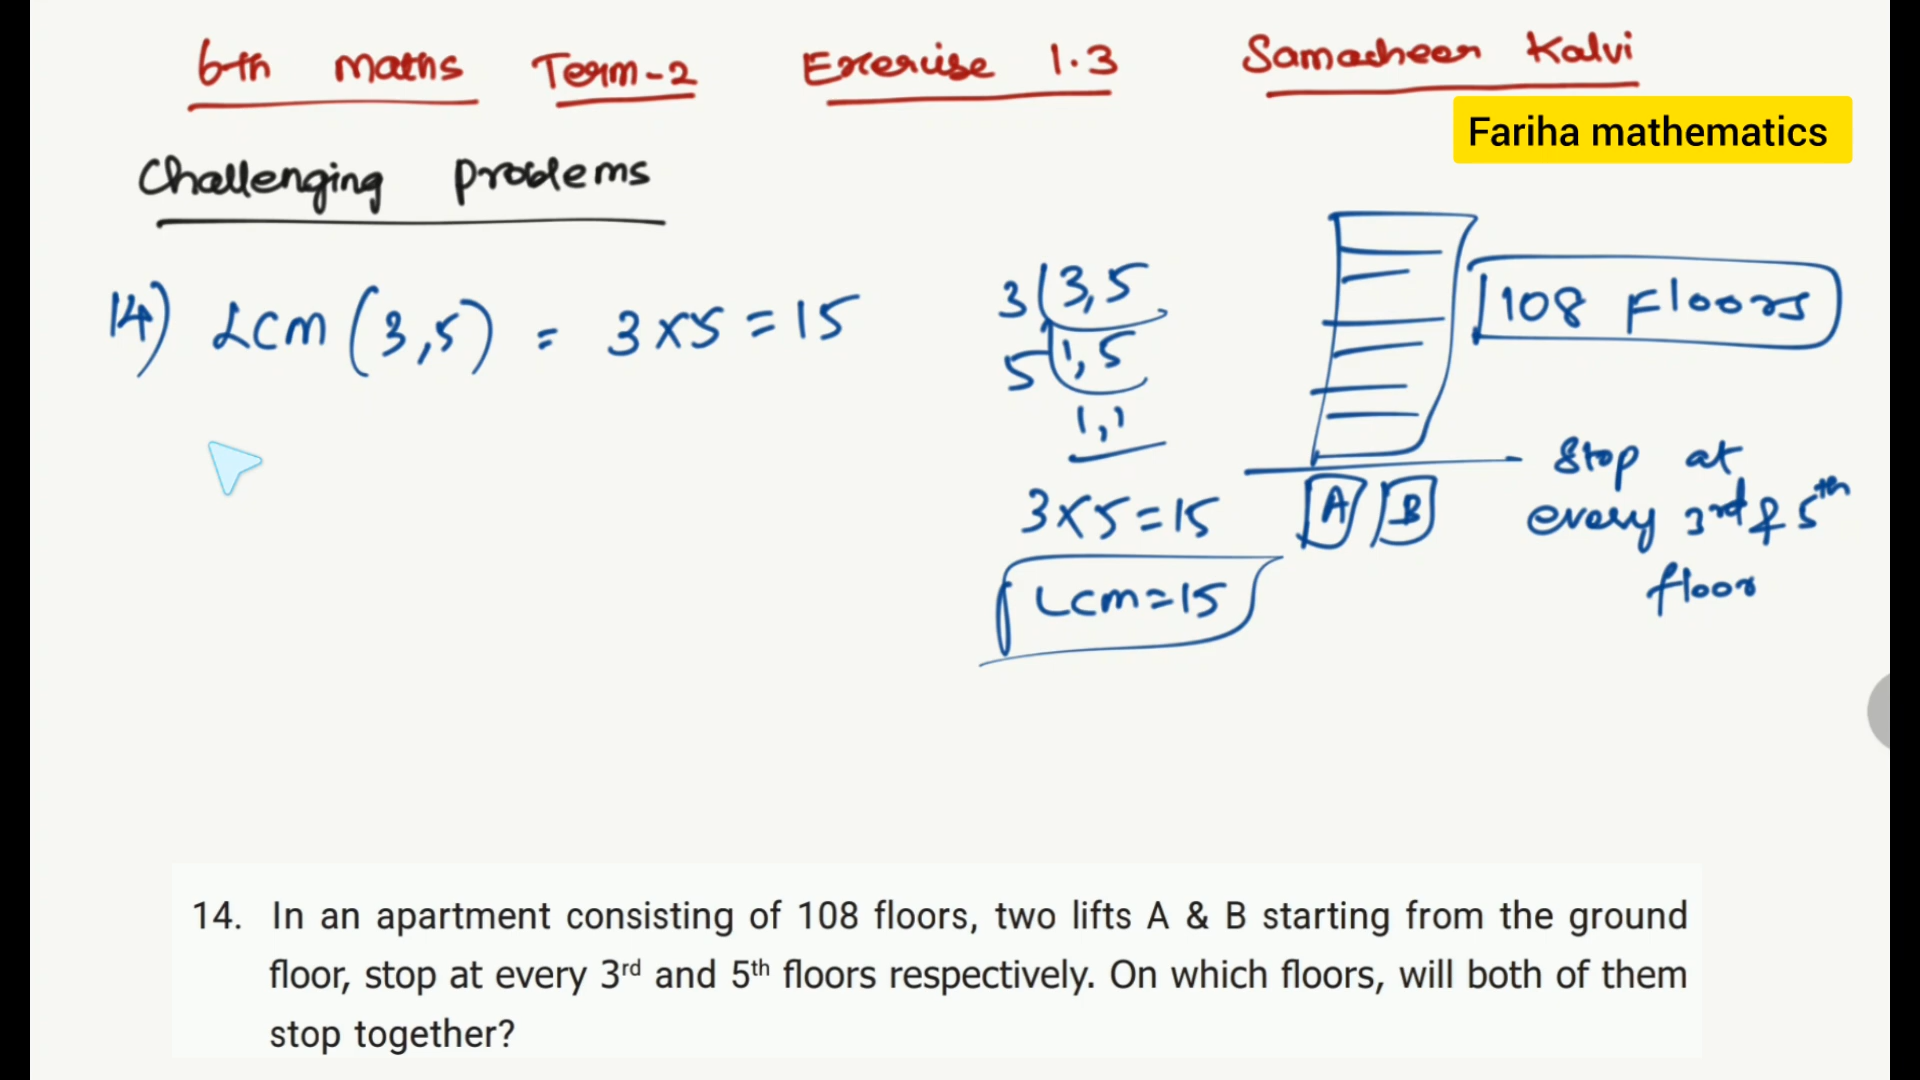 6th maths Term-2 Exercise 1.3 Samacheer Kalvi
Fariha mathematics
Challenging Problems
14) LCM (3,5) = 3×5 = 15
3 | 3,5
5 | 1,5
1,1
3×5=15
LCM=15
108 Floors
A B
Stop at
every 3rd & 5th
floor
14. In an apartment consisting of 108 floors, two lifts A & B starting from the ground
floor, stop at every 3rd and 5th floors respectively. On which floors, will both of them
stop together?